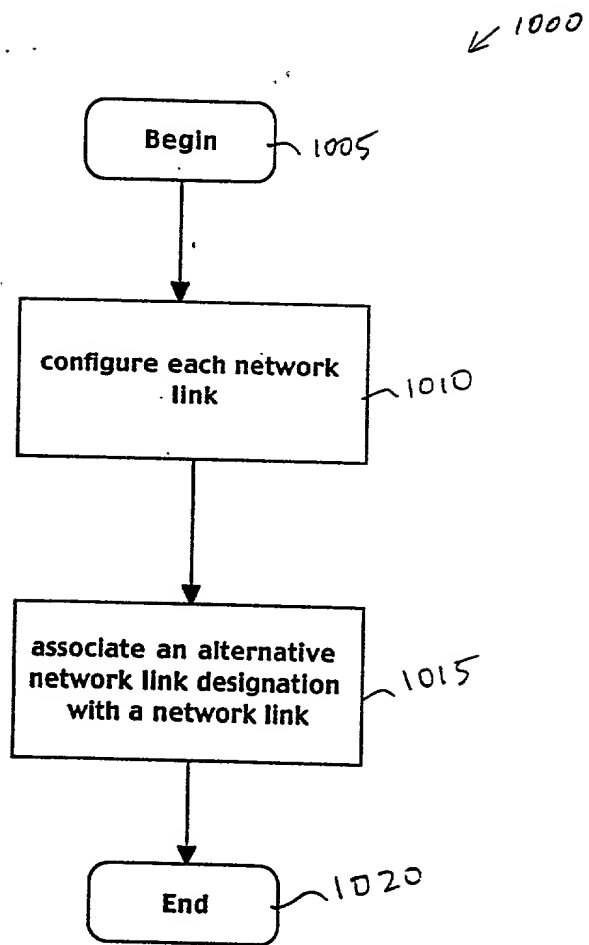 1000
Begin
1005
configure each network
link
1010
associate an alternative
network link designation
with a network link
1015
End
1020